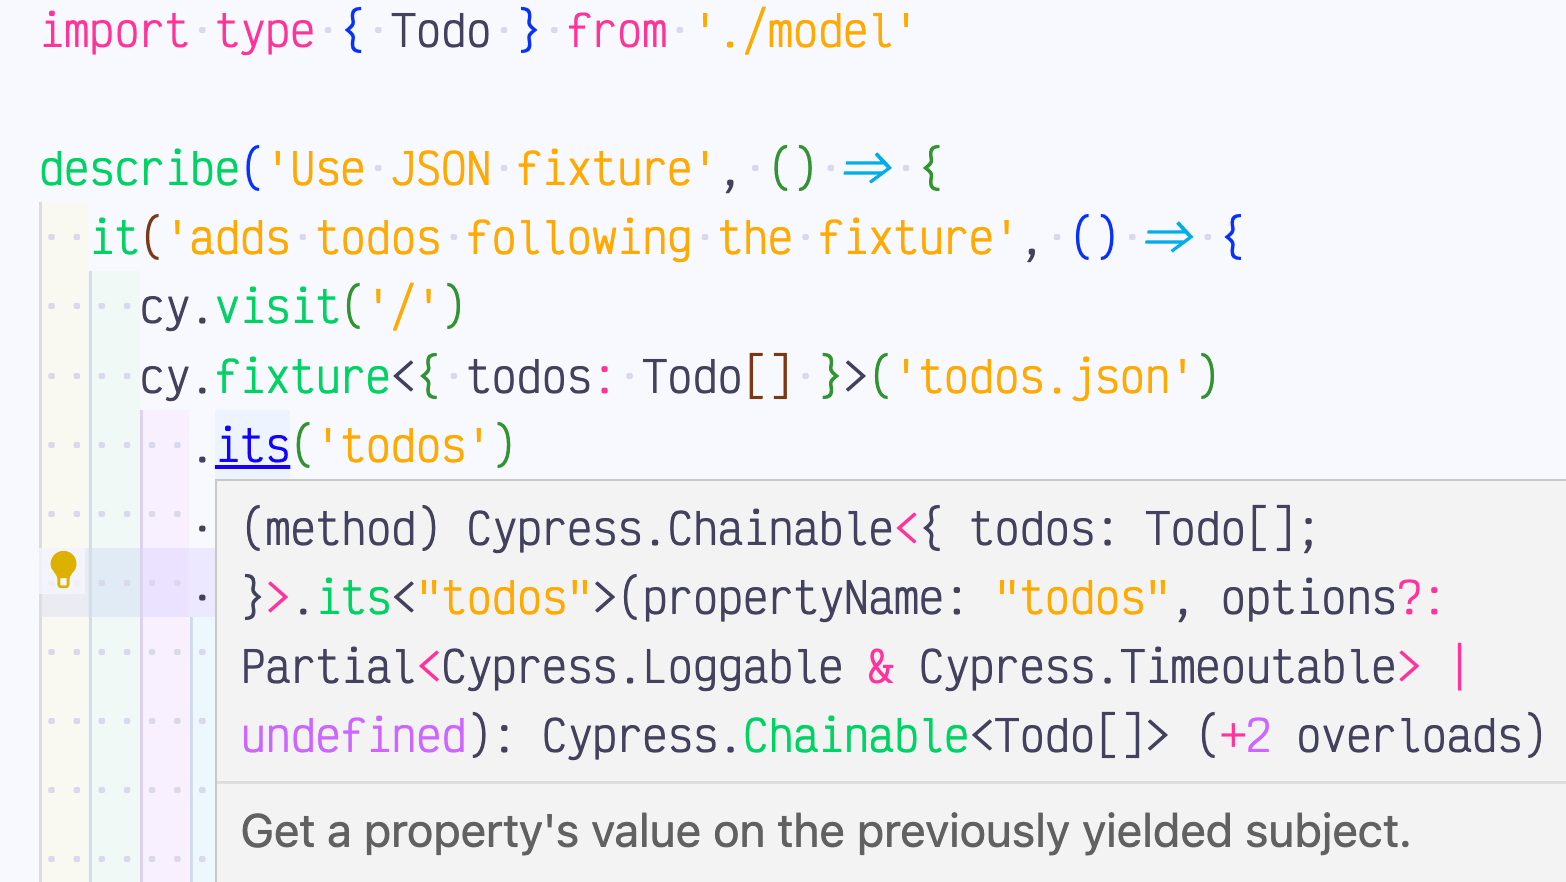 import type { Todo } from './model'
describe('Use JSON fixture', () => {
  it('adds todos following the fixture', () => {
    cy.visit('/')
    cy.fixture<{ todos: Todo[] }>('todos.json')
      .its('todos')
      .
(method) Cypress.Chainable<{ todos: Todo[];
      .
}>.its<"todos">(propertyName: "todos", options?:
Partial<Cypress.Loggable & Cypress.Timeoutable> |
undefined): Cypress.Chainable<Todo[]> (+2 overloads)
Get a property's value on the previously yielded subject.